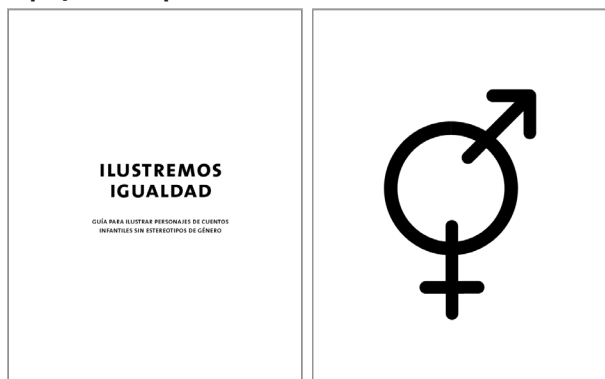 ILUSTREMOS
IGUALDAD
GUÍA PARA ILUSTRAR PERSONAJES DE CUENTOS
INFANTILES SIN ESTEREOTIPOS DE GÉNERO